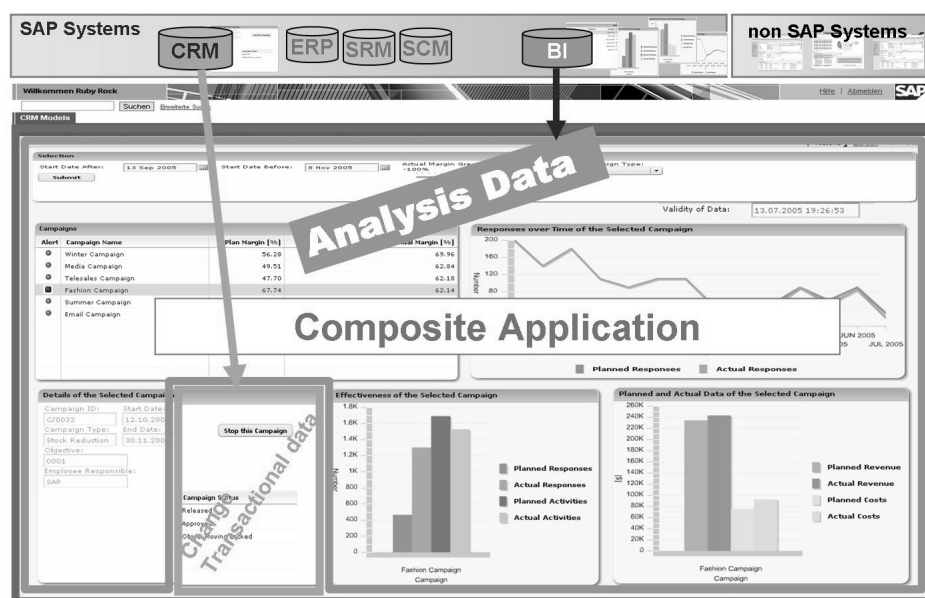 SAP Systems
CRM
ERP
SRM
SCM
BI
non SAP Systems
Willkommen Ruby Rock
Hilfe | Abmelden
SAP
Suchen
Erweiterte
CRM Models
Selection
Start Date After:
13 Sep 2005
Start Date Before:
8 Nov 2005
Actual Margin
-100%
Type:
Submit
Analysis Data
Validity of Data:
13.07.2005 19:26:53
Campaigns
Alert
Campaign Name
Plan Margin [%]
Margin [%]
Winter Campaign
56.28
69.96
Media Campaign
49.51
62.84
Telesales Campaign
47.70
62.18
Fashion Campaign
67.74
62.14
Summer Campaign
Email Campaign
Responses over Time of the Selected Campaign
200
160
120
80
Number
JUN 2005
JUL 2005
Planned Responses
Actual Responses
Composite Application
Details of the Selected Campaign
Campaign ID:
Start Date:
C/0032
12.10.200
Campaign Type:
End Date:
Stock Reduction
30.11.200
Objective:
0001
Employee Responsible:
SAP
Stop this Campaign
Campaign Status
Released
Approved
Change
Transactional data
Effectiveness of the Selected Campaign
1.8K
1.6K
1.4K
1.2K
1K
800
600
400
200
0
Number
Planned Responses
Actual Responses
Planned Activities
Actual Activities
Fashion Campaign
Campaign
Planned and Actual Data of the Selected Campaign
260K
240K
220K
200K
180K
160K
140K
120K
100K
80K
60K
40K
20K
0
[$]
Planned Revenue
Actual Revenue
Planned Costs
Actual Costs
Fashion Campaign
Campaign